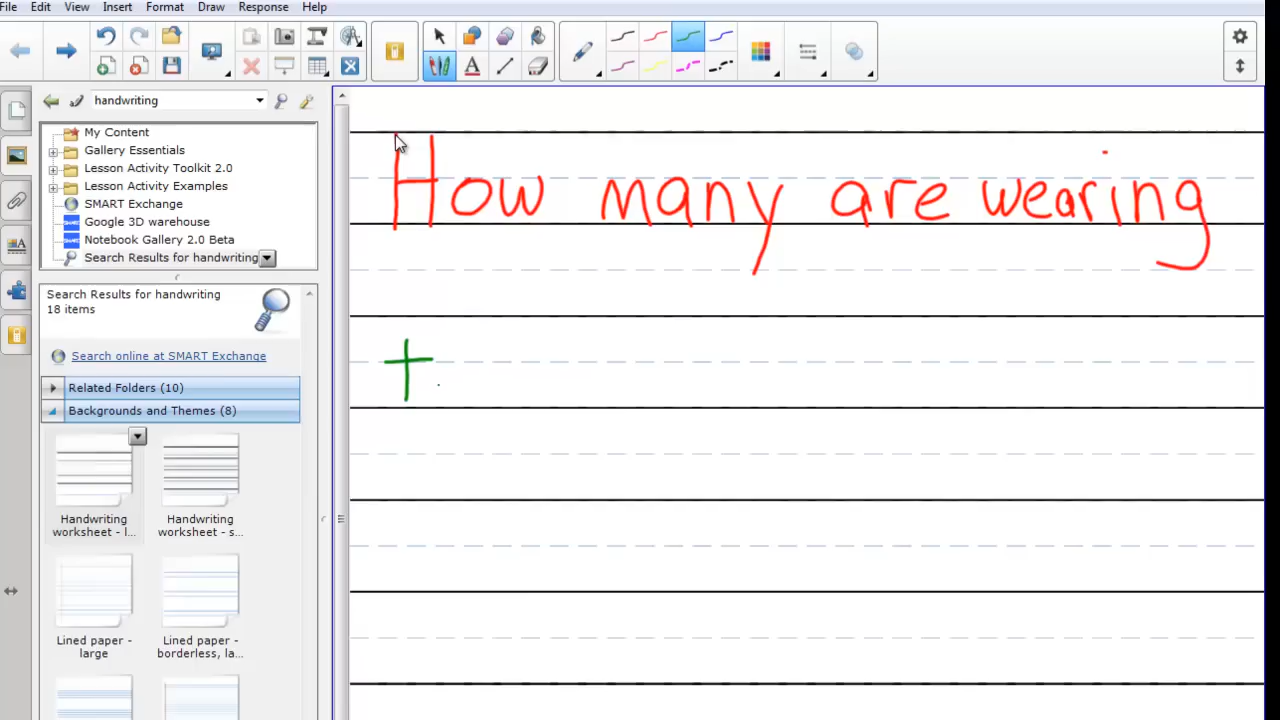 File Edit View Insert Format Draw Response Help
handwriting
My Content
Gallery Essentials
Lesson Activity Toolkit 2.0
Lesson Activity Examples
SMART Exchange
Google 3D warehouse
Notebook Gallery 2.0 Beta
Search Results for handwriting
Search Results for handwriting
18 items
Search online at SMART Exchange
Related Folders (10)
Backgrounds and Themes (8)
Handwriting worksheet - l...
Handwriting worksheet - s...
Lined paper - large
Lined paper - borderless, la...
How many are wearing
t